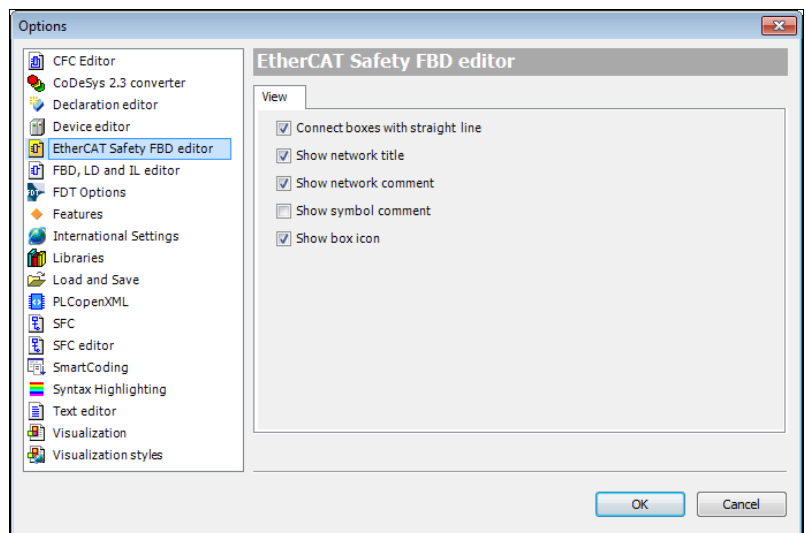 Options
CFC Editor
CoDeSys 2.3 converter
Declaration editor
Device editor
EtherCAT Safety FBD editor
FBD, LD and IL editor
FDT Options
Features
International Settings
Libraries
Load and Save
PLCopenXML
SFC
SFC editor
SmartCoding
Syntax Highlighting
Text editor
Visualization
Visualization styles
EtherCAT Safety FBD editor
View
Connect boxes with straight line
Show network title
Show network comment
Show symbol comment
Show box icon
OK
Cancel